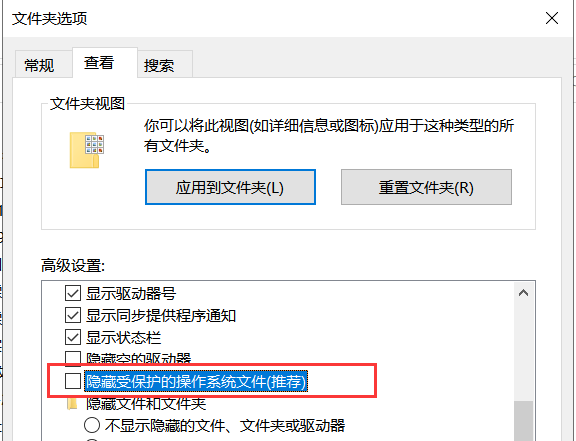 文件夹选项
常规
查看
搜索
文件夹视图
你可以将此视图(如详细信息或图标)应用于这种类型的所
有文件夹。
应用到文件夹(L)
重置文件夹(R)
高级设置:
显示驱动器号
显示同步提供程序通知
显示状态栏
隐藏空的驱动器
隐藏受保护的操作系统文件(推荐)
隐藏文件和文件夹
不显示隐藏的文件、文件夹或驱动器